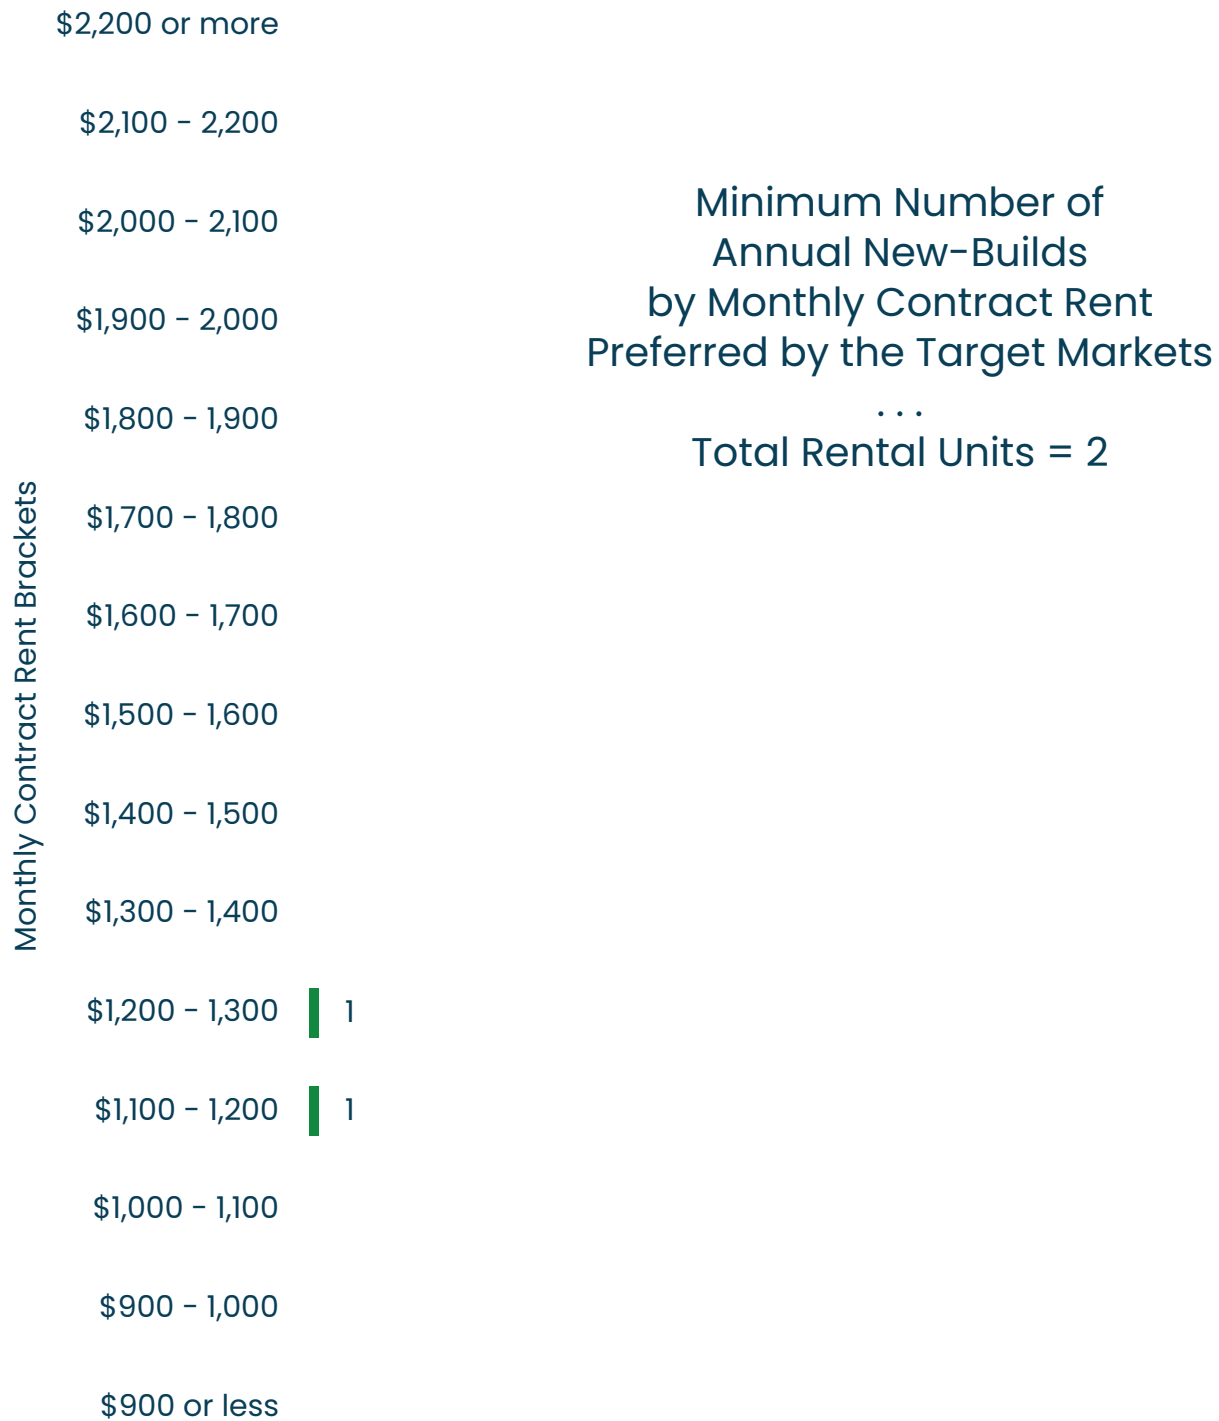 $2,200 or more
$2,100 - 2,200
$2,000 - 2,100
$1,900 - 2,000
$1,800 - 1,900
$1,700 - 1,800
$1,600 - 1,700
$1,500 - 1,600
$1,400 - 1,500
$1,300 - 1,400
$1,200 - 1,300 1
$1,100 - 1,200 1
$1,000 - 1,100
$900 - 1,000
$900 or less
Monthly Contract Rent Brackets
Minimum Number of
Annual New-Builds
by Monthly Contract Rent
Preferred by the Target Markets
. . .
Total Rental Units = 2